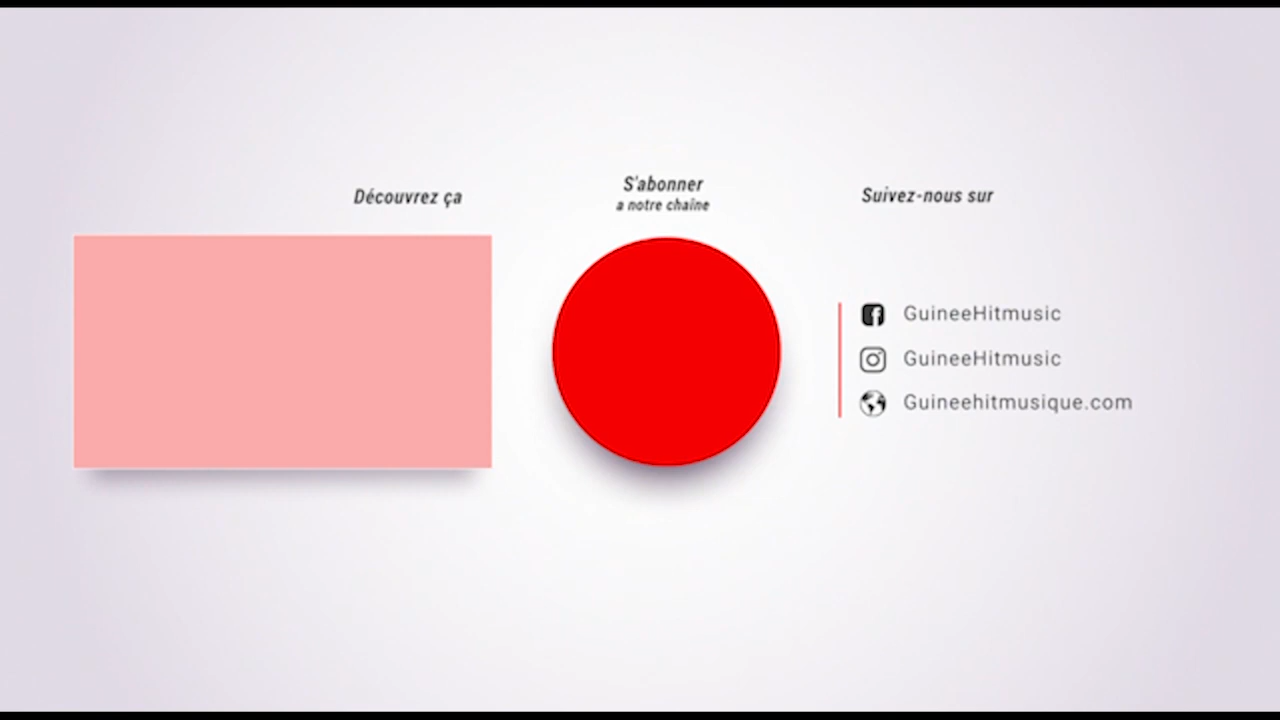 Découvrez ça
S'abonner
a notre chaîne
Suivez-nous sur
GuineeHitmusic
GuineeHitmusic
Guineehitmusique.com